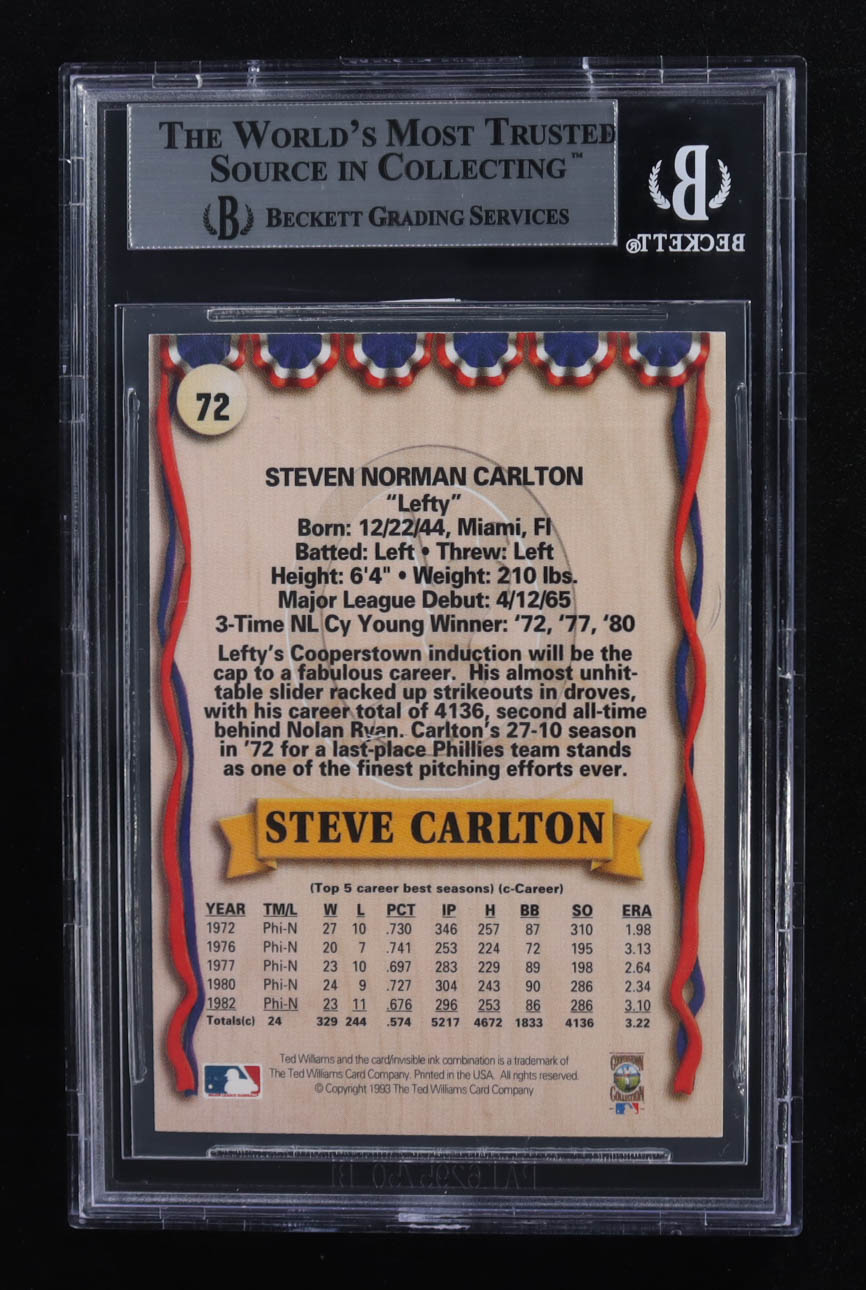 THE WORLD'S MOST TRUSTED
SOURCE IN COLLECTING™
B BECKETT GRADING SERVICES
B
BECKETT®
72
STEVEN NORMAN CARLTON
“Lefty”
Born: 12/22/44, Miami, Fl
Batted: Left • Threw: Left
Height: 6'4" • Weight: 210 lbs.
Major League Debut: 4/12/65
3-Time NL Cy Young Winner: ‘72, ‘77, ‘80
Lefty's Cooperstown induction will be the
cap to a fabulous career. His almost unhit-
table slider racked up strikeouts in droves,
with his career total of 4136, second all-time
behind Nolan Ryan. Carlton's 27-10 season
in ’72 for a last-place Phillies team stands
as one of the finest pitching efforts ever.
STEVE CARLTON
(Top 5 career best seasons) (c-Career)
YEAR TM/L W L PCT IP H BB SO ERA
1972 Phi-N 27 10 .730 346 257 87 310 1.98
1976 Phi-N 20 7 .741 253 224 72 195 3.13
1977 Phi-N 23 10 .697 283 229 89 198 2.64
1980 Phi-N 24 9 .727 304 243 90 286 2.34
1982 Phi-N 23 11 .676 296 253 86 286 3.10
Totals(c) 24 329 244 .574 5217 4672 1833 4136 3.22
Ted Williams and the card/invisible ink combination is a trademark of
The Ted Williams Card Company. Printed in the USA. All rights reserved.
© Copyright 1993 The Ted Williams Card Company
MAJOR LEAGUE BASEBALL
COOPERSTOWN
COLLECTION